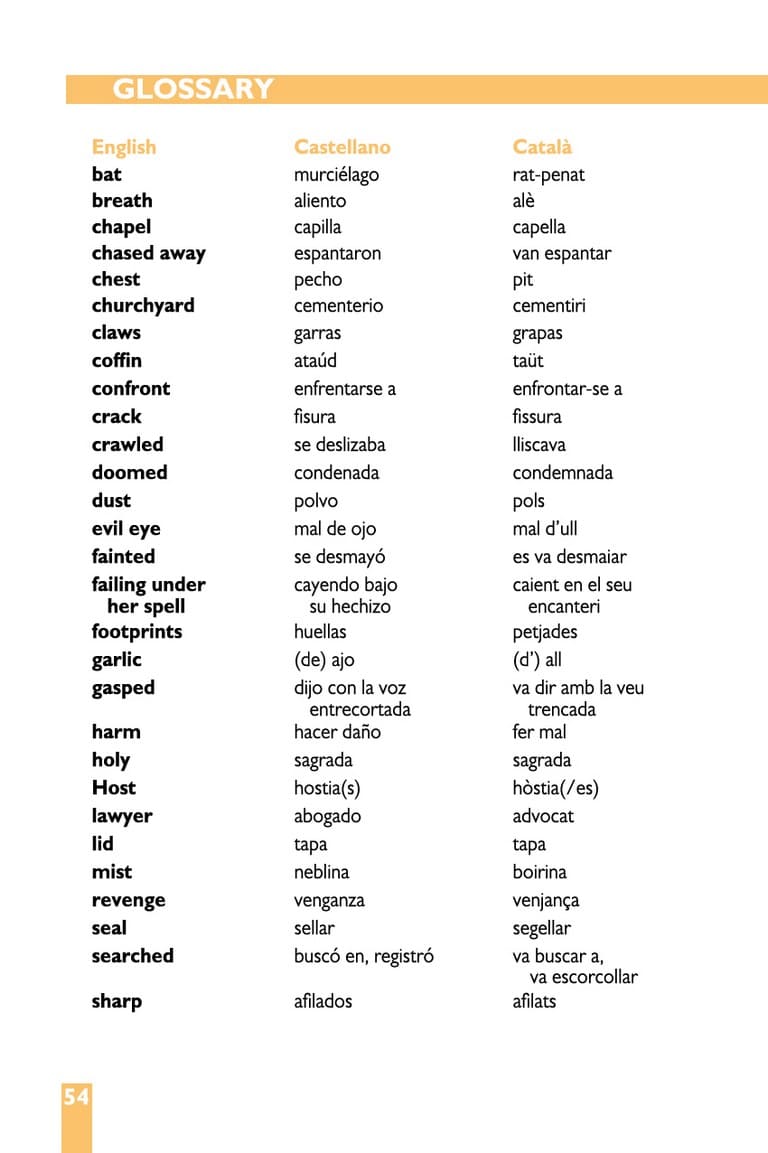 GLOSSARY
English Castellano Català
bat murciélago rat-penat
breath aliento alè
chapel capilla capella
chased away espantaron van espantar
chest pecho pit
churchyard cementerio cementiri
claws garras grapas
coffin ataúd taüt
confront enfrentarse a enfrontar-se a
crack fisura fissura
crawled se deslizaba lliscava
doomed condenada condemnada
dust polvo pols
evil eye mal de ojo mal d’ull
fainted se desmayó es va desmaiar
failing under cayendo bajo caient en el seu
her spell su hechizo encanteri
footprints huellas petjades
garlic (de) ajo (d’) all
gasped dijo con la voz va dir amb la veu
entrecortada trencada
harm hacer daño fer mal
holy sagrada sagrada
Host hostia(s) hòstia(/es)
lawyer abogado advocat
lid tapa tapa
mist neblina boirina
revenge venganza venjança
seal sellar segellar
searched buscó en, registró va buscar a,
va escorcollar
sharp afilados afilats
54